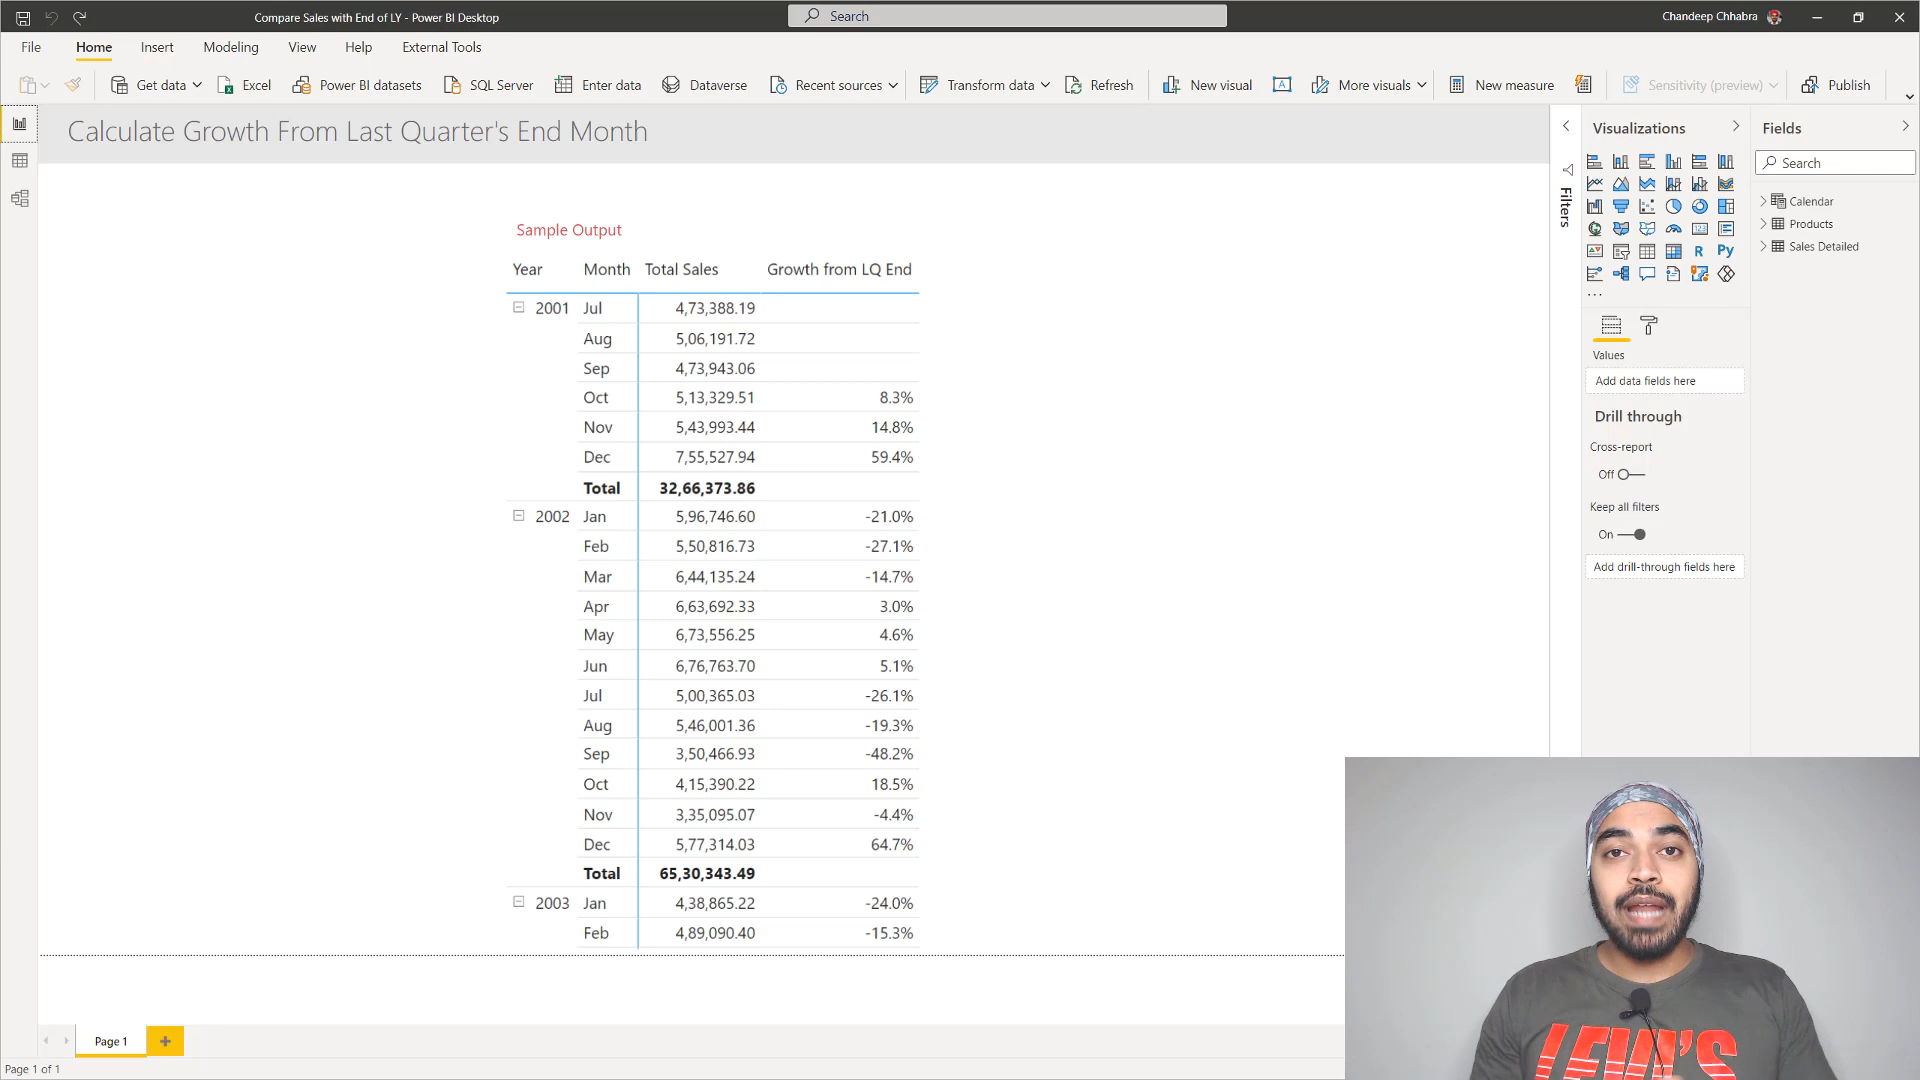 Compare Sales with End of LY - Power BI Desktop
Search
Chandeep Chhabra
File Home Insert Modeling View Help External Tools
Get data Excel Power BI datasets SQL Server Enter data Dataverse Recent sources Transform data Refresh New visual More visuals New measure Sensitivity (preview) Publish
Calculate Growth From Last Quarter's End Month
Sample Output
Year Month Total Sales Growth from LQ End
2001 Jul 4,73,388.19
Aug 5,06,191.72
Sep 4,73,943.06
Oct 5,13,329.51 8.3%
Nov 5,43,993.44 14.8%
Dec 7,55,527.94 59.4%
Total 32,66,373.86
2002 Jan 5,96,746.60 -21.0%
Feb 5,50,816.73 -27.1%
Mar 6,44,135.24 -14.7%
Apr 6,63,692.33 3.0%
May 6,73,556.25 4.6%
Jun 6,76,763.70 5.1%
Jul 5,00,365.03 -26.1%
Aug 5,46,001.36 -19.3%
Sep 3,50,466.93 -48.2%
Oct 4,15,390.22 18.5%
Nov 3,35,095.07 -4.4%
Dec 5,77,314.03 64.7%
Total 65,30,343.49
2003 Jan 4,38,865.22 -24.0%
Feb 4,89,090.40 -15.3%
Filters
Visualizations
123
R Py
...
Values
Add data fields here
Drill through
Cross-report
Off
Keep all filters
On
Add drill-through fields here
Fields
Search
Calendar
Products
Sales Detailed
LEVI'S
Page 1
Page 1 of 1